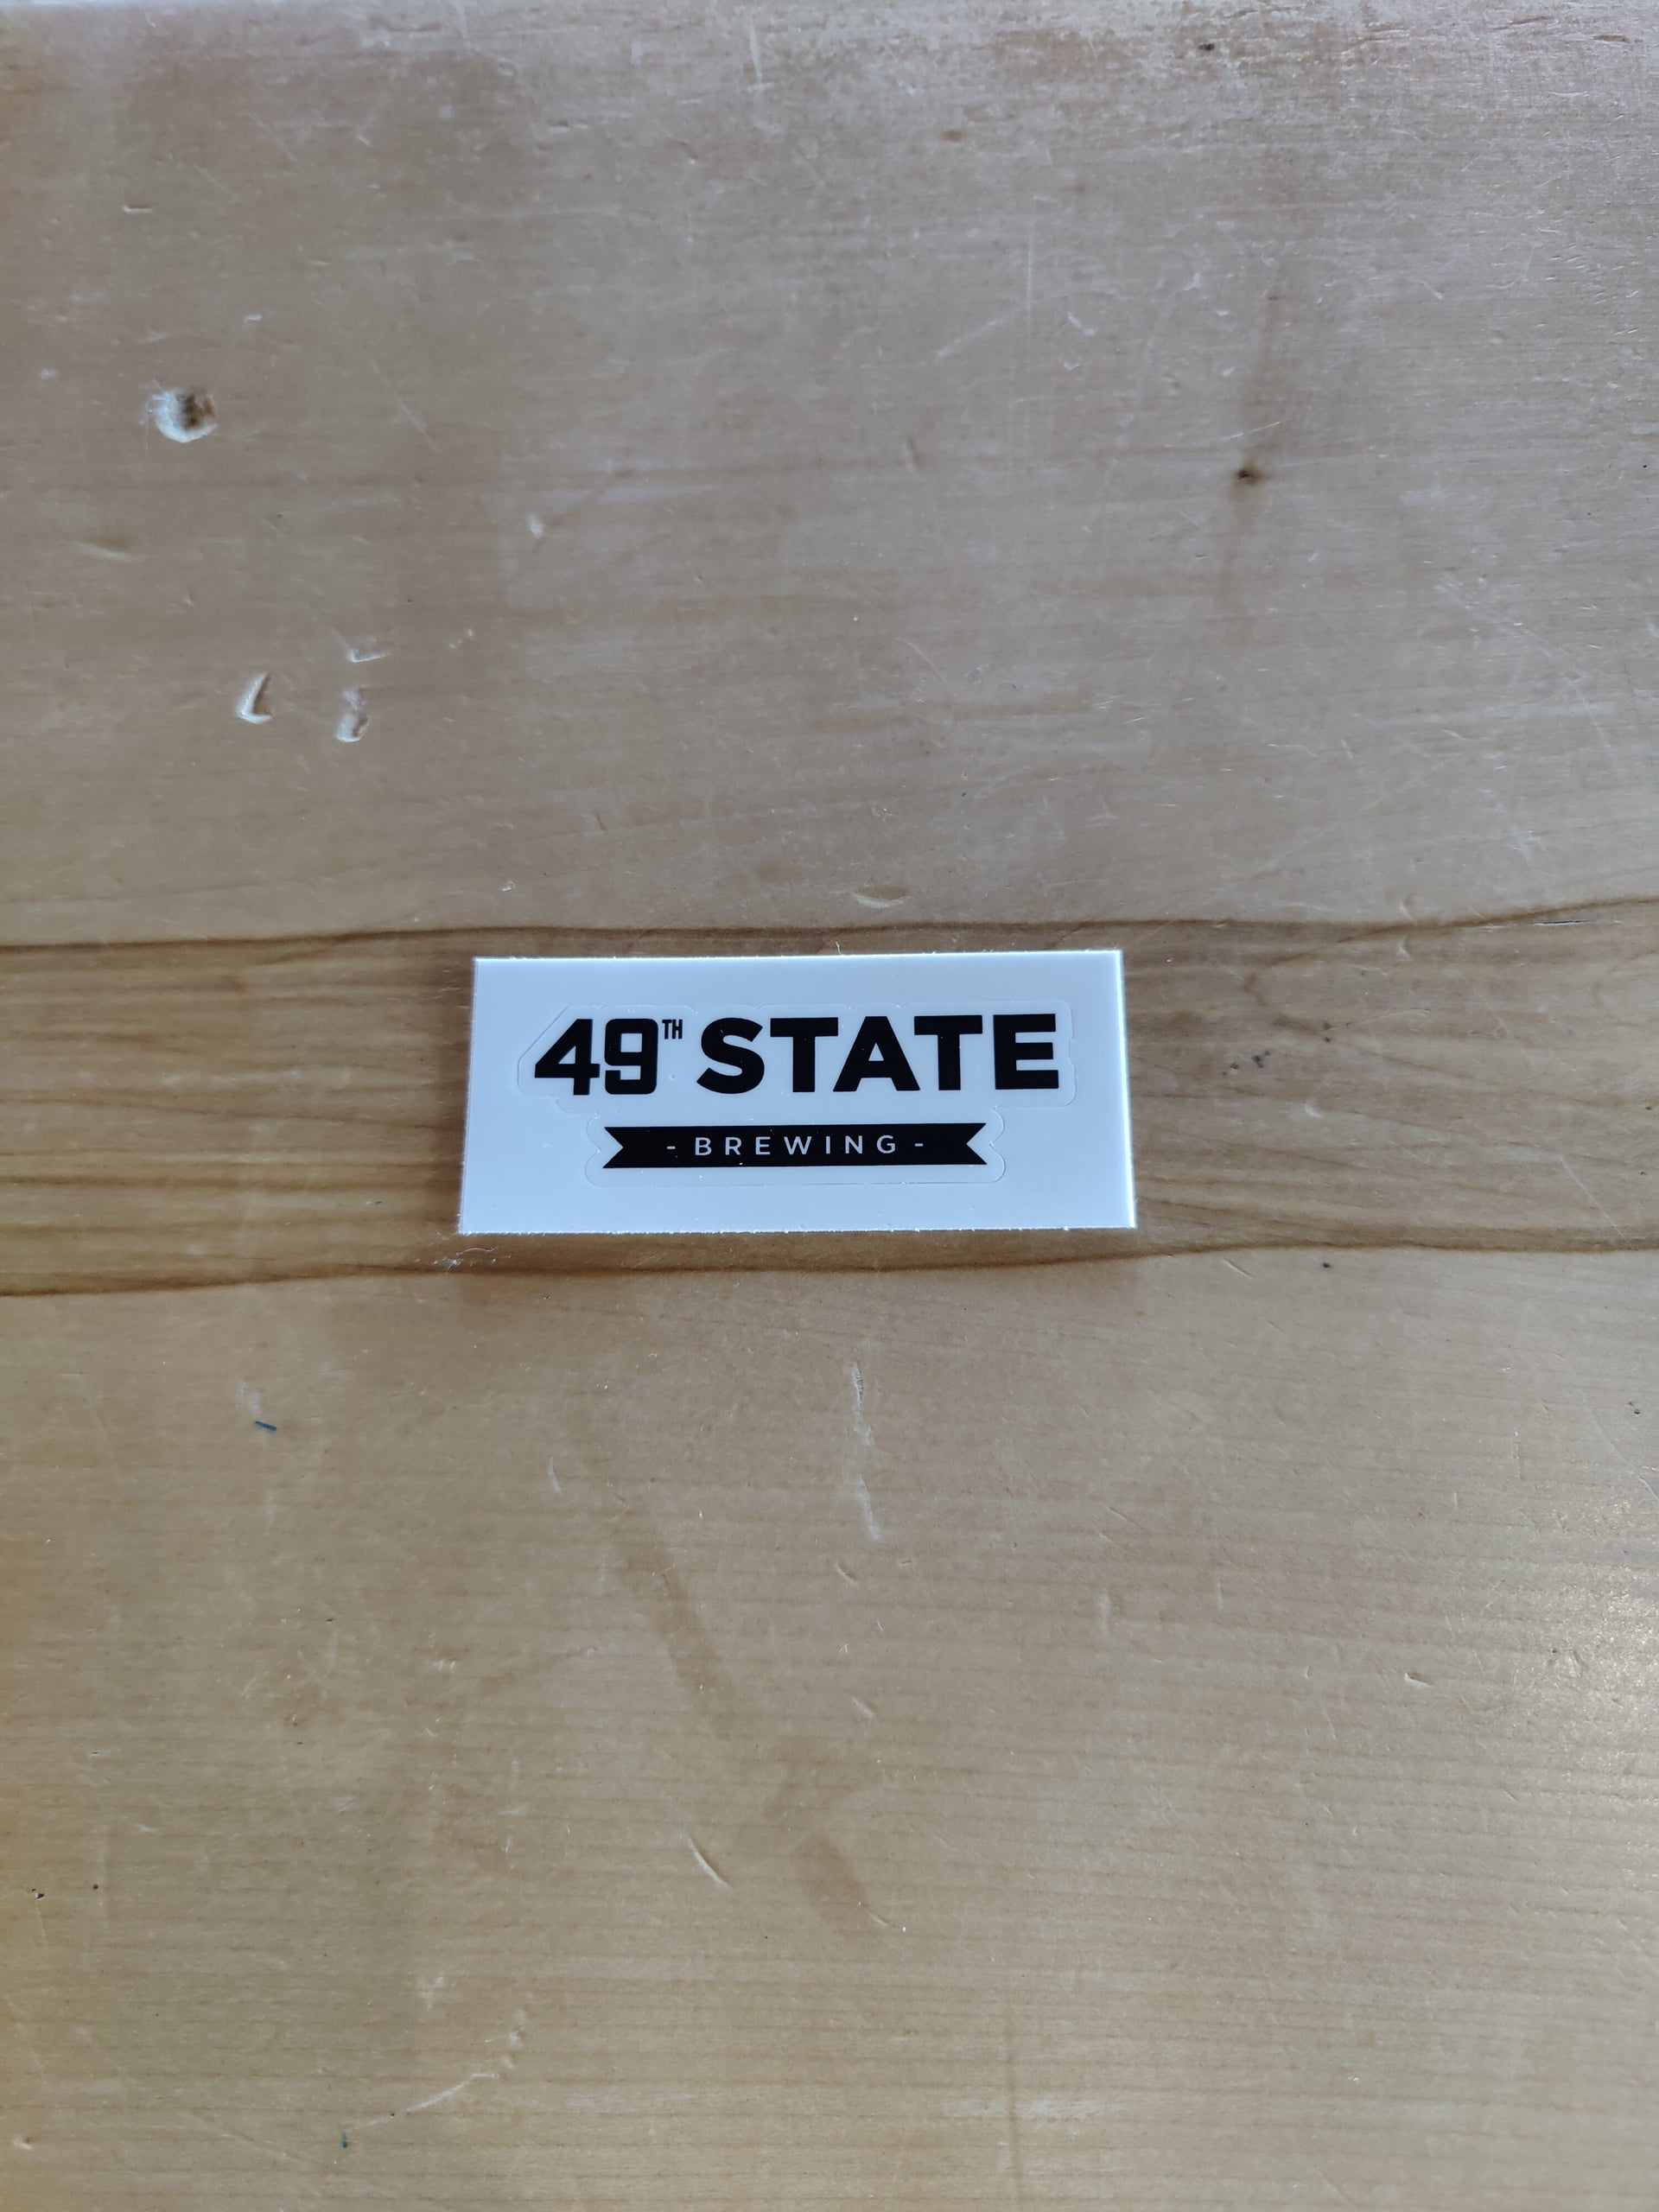 49TH STATE
- BREWING -